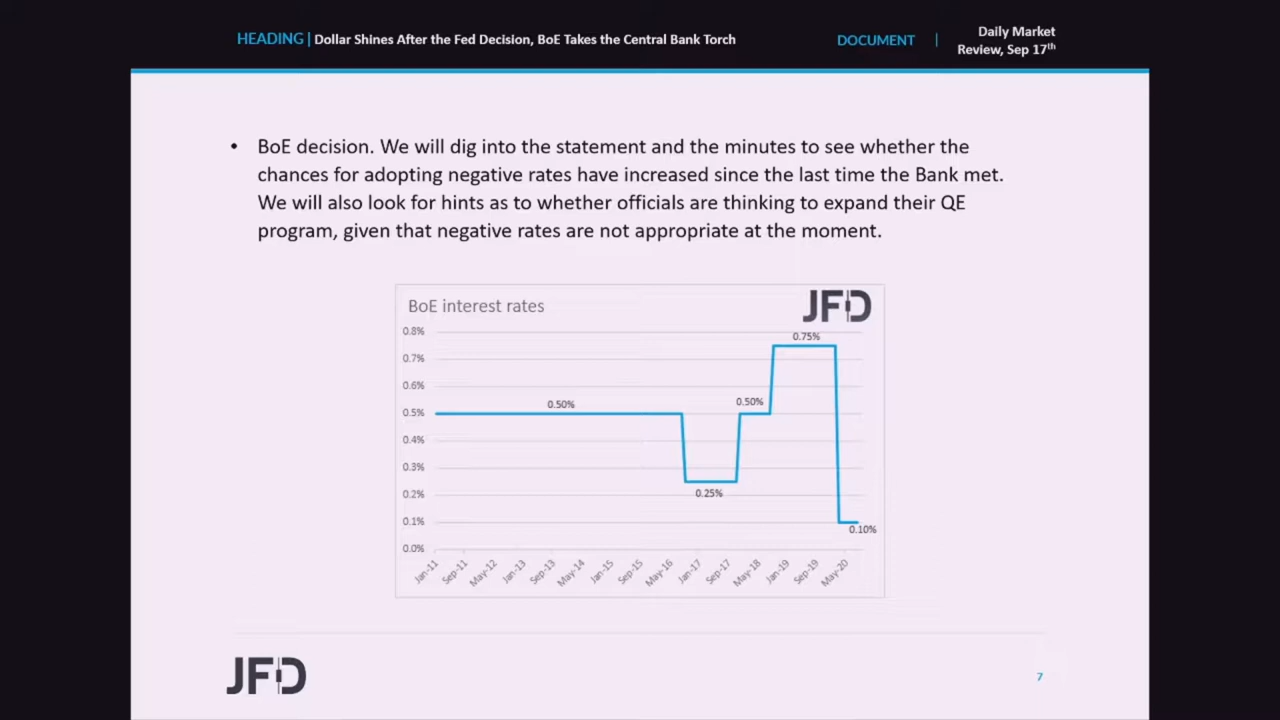 HEADING | Dollar Shines After the Fed Decision, BoE Takes the Central Bank Torch
DOCUMENT | Daily Market
Review, Sep 17th
• BoE decision. We will dig into the statement and the minutes to see whether the
chances for adopting negative rates have increased since the last time the Bank met.
We will also look for hints as to whether officials are thinking to expand their QE
program, given that negative rates are not appropriate at the moment.
BoE interest rates
JFD
0.8%
0.75%
0.7%
0.6%
0.50%
0.50%
0.5%
0.4%
0.3%
0.2%
0.25%
0.1%
0.10%
0.0%
Jan-11
Sep-11
May-12
Jan-13
Sep-13
May-14
Jan-15
Sep-15
May-16
Jan-17
Sep-17
May-18
Jan-19
Sep-19
May-20
JFD
7